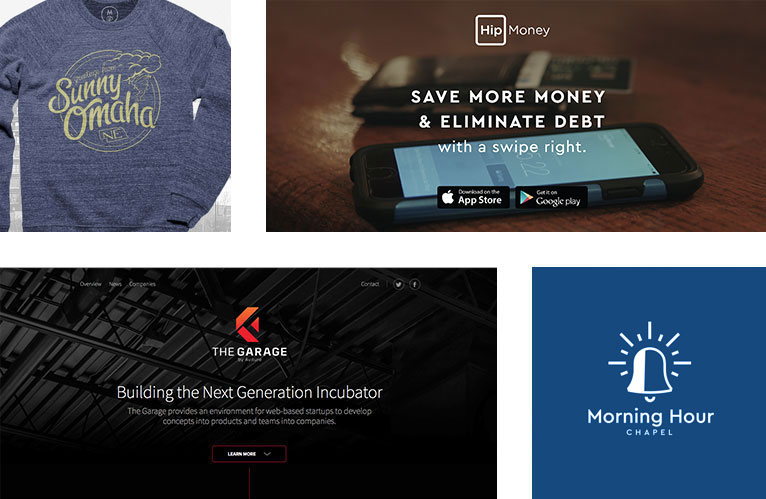 greetings from
Sunny
Omaha
NE
Hip Money
SAVE MORE MONEY
& ELIMINATE DEBT
with a swipe right.
Download on the
App Store
Get it on
Google play
Overview News Companies
Contact
THE GARAGE
Building the Next Generation Incubator
The Garage provides an environment for web-based startups to develop
concepts into products and teams into companies.
LEARN MORE
Morning Hour
CHAPEL